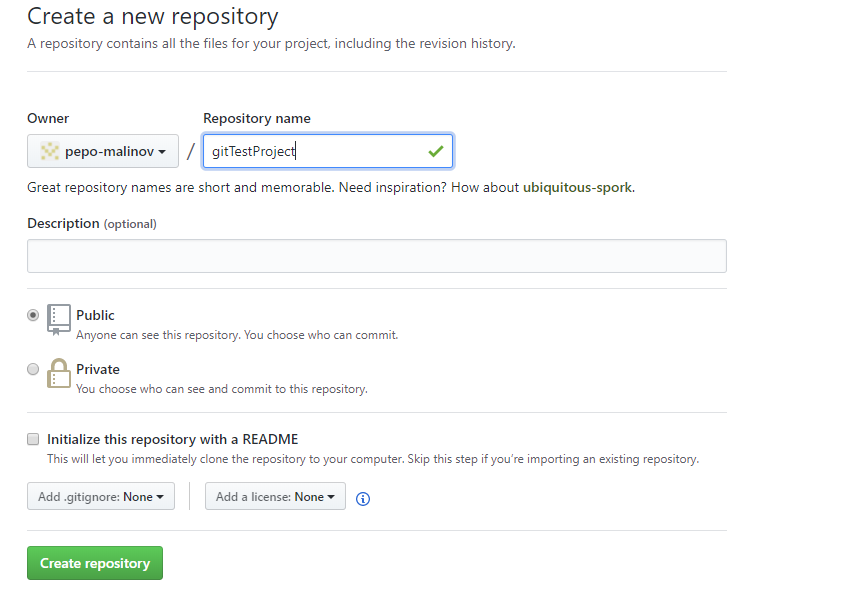 Create a new repository
A repository contains all the files for your project, including the revision history.
Owner
Repository name
pepo-malinov / gitTestProject
Great repository names are short and memorable. Need inspiration? How about ubiquitous-spork.
Description (optional)
Public
Anyone can see this repository. You choose who can commit.
Private
You choose who can see and commit to this repository.
Initialize this repository with a README
This will let you immediately clone the repository to your computer. Skip this step if you’re importing an existing repository.
Add .gitignore: None
Add a license: None
Create repository